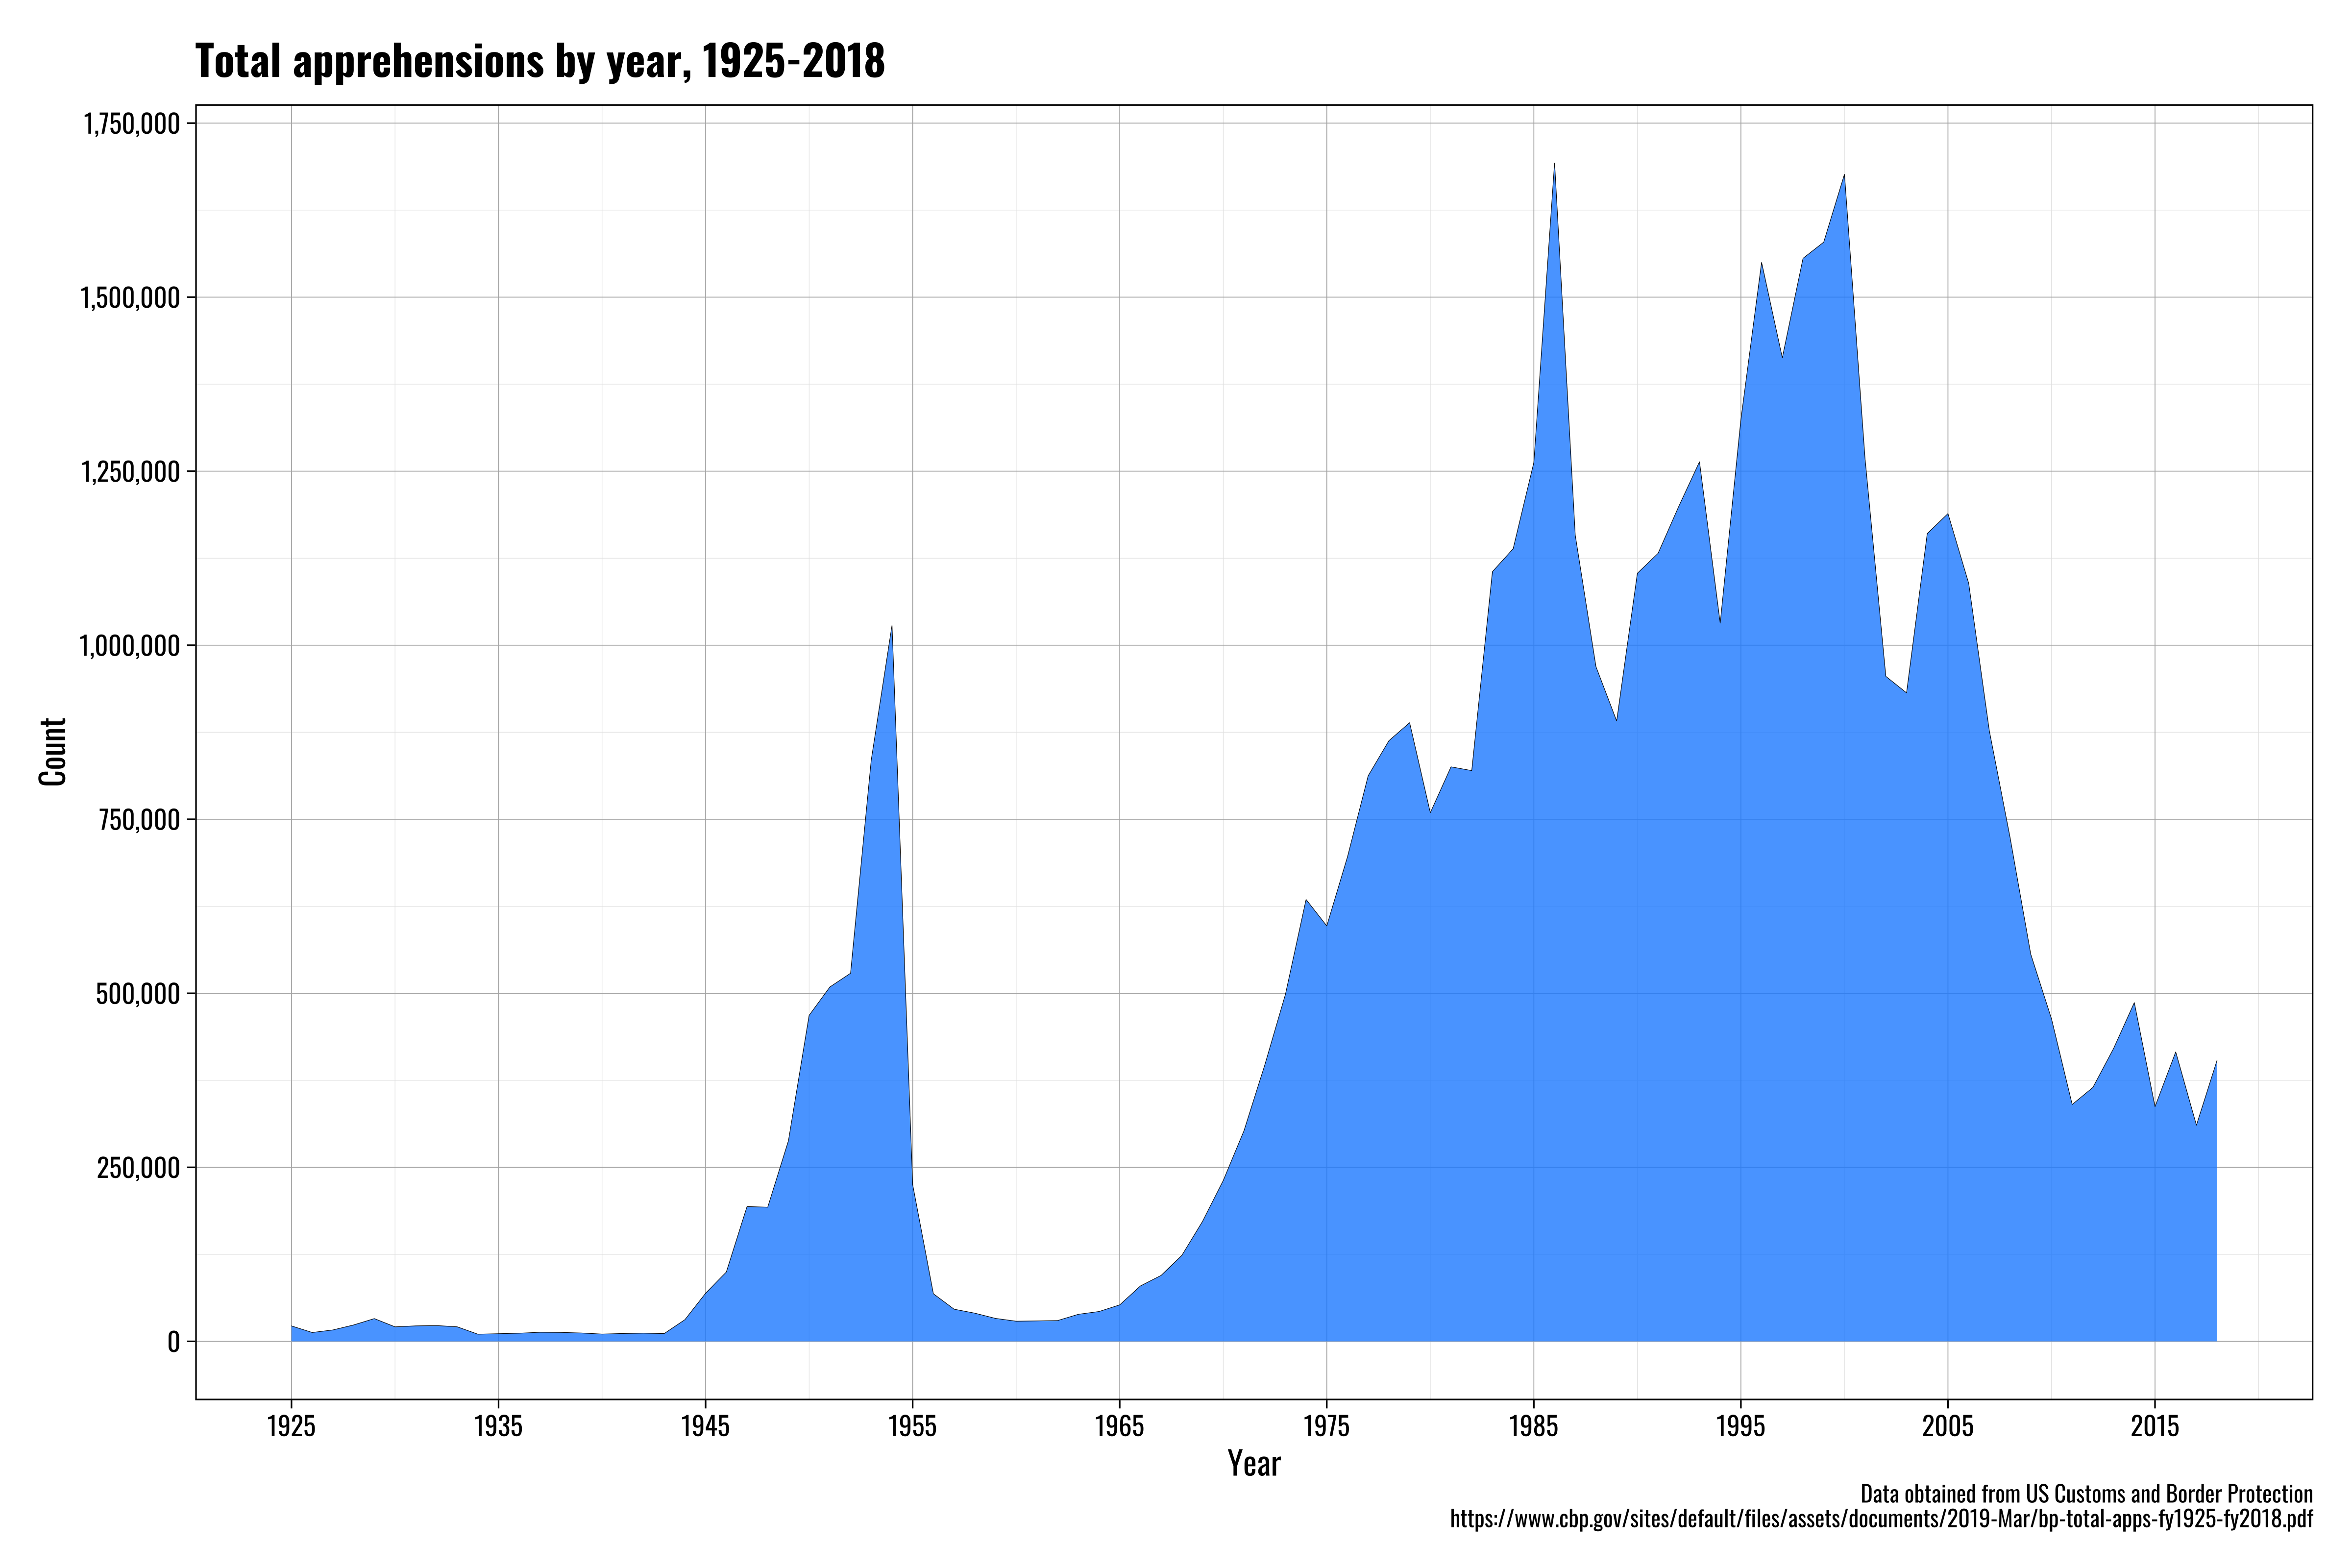 Total apprehensions by year, 1925-2018
1,750,000
1,500,000
1,250,000
1,000,000
750,000
500,000
250,000
0
Count
1925 1935 1945 1955 1965 1975 1985 1995 2005 2015
Year
Data obtained from US Customs and Border Protection
https://www.cbp.gov/sites/default/files/assets/documents/2019-Mar/bp-total-apps-fy1925-fy2018.pdf